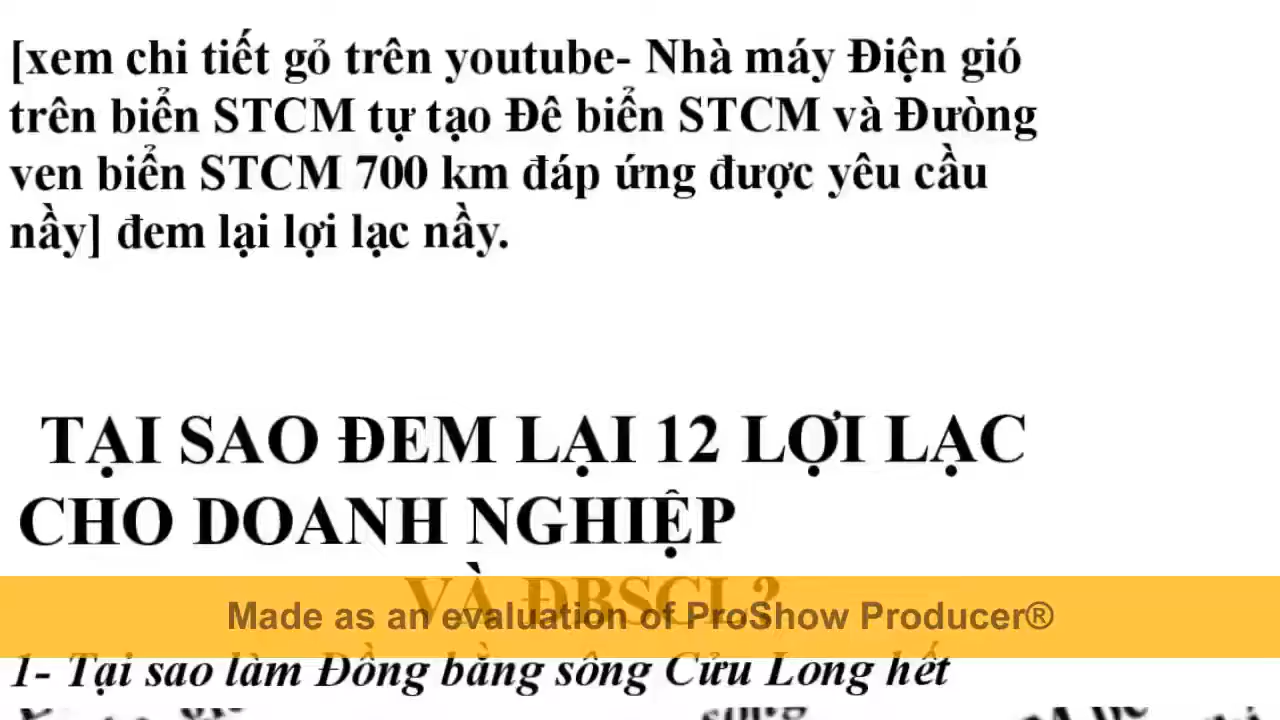 [xem chi tiết gỏ trên youtube- Nhà máy Điện gió
trên biển STCM tự tạo Đê biển STCM và Đưòng
ven biển STCM 700 km đáp ứng được yêu cầu
nầy] đem lại lợi lạc nầy.
TẠI SAO ĐEM LẠI 12 LỢI LẠC
CHO DOANH NGHIỆP
VÀ ĐBSCL?
Made as an evaluation of ProShow Producer®
1- Tại sao làm Đồng bằng sông Cửu Long hết